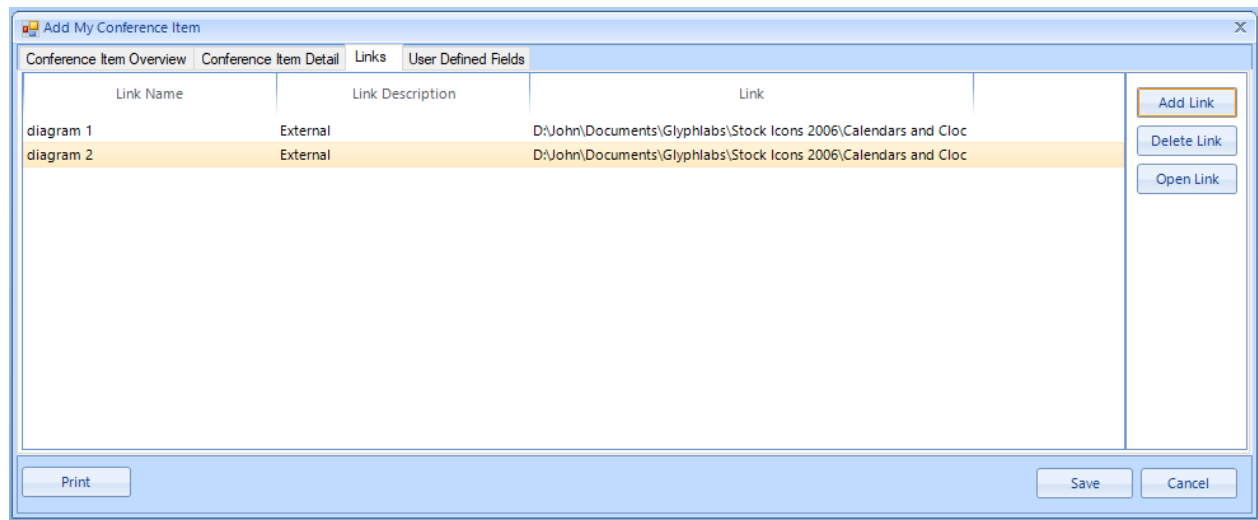 Add My Conference Item X
Conference Item Overview Conference Item Detail Links User Defined Fields
Link Name Link Description Link
Add Link
diagram 1 External D:\John\Documents\Glyphlabs\Stock Icons 2006\Calendars and Cloc
Delete Link
diagram 2 External D:\John\Documents\Glyphlabs\Stock Icons 2006\Calendars and Cloc
Open Link
Print Save Cancel